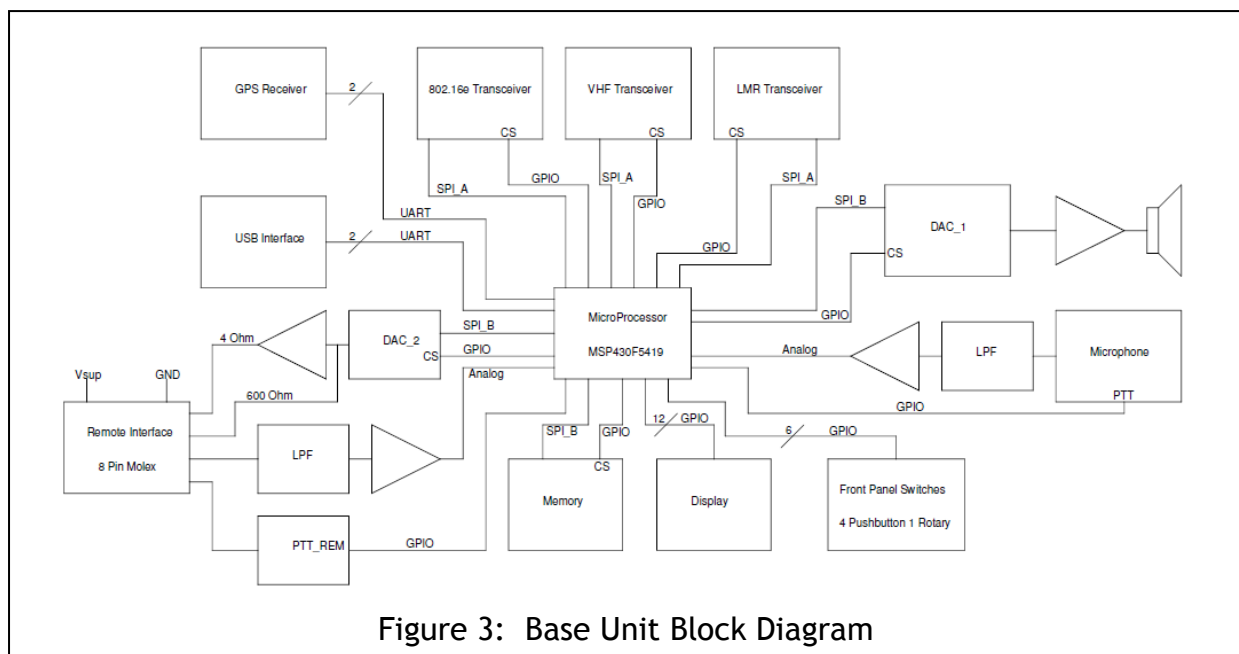 GPS Receiver
2
802.16e Transceiver
CS
VHF Transceiver
CS
LMR Transceiver
CS
SPI_A
GPIO
SPI_A
GPIO
SPI_A
GPIO
UART
USB Interface
2
UART
SPI_B
DAC_1
CS
GPIO
MicroProcessor
MSP430F5419
4 Ohm
DAC_2
CS
SPI_B
GPIO
Analog
Analog
LPF
Microphone
PTT
GPIO
Vsup
GND
600 Ohm
Remote Interface
8 Pin Molex
LPF
PTT_REM
GPIO
SPI_B
GPIO
CS
Memory
12
GPIO
Display
6
GPIO
Front Panel Switches
4 Pushbutton 1 Rotary
Figure 3: Base Unit Block Diagram